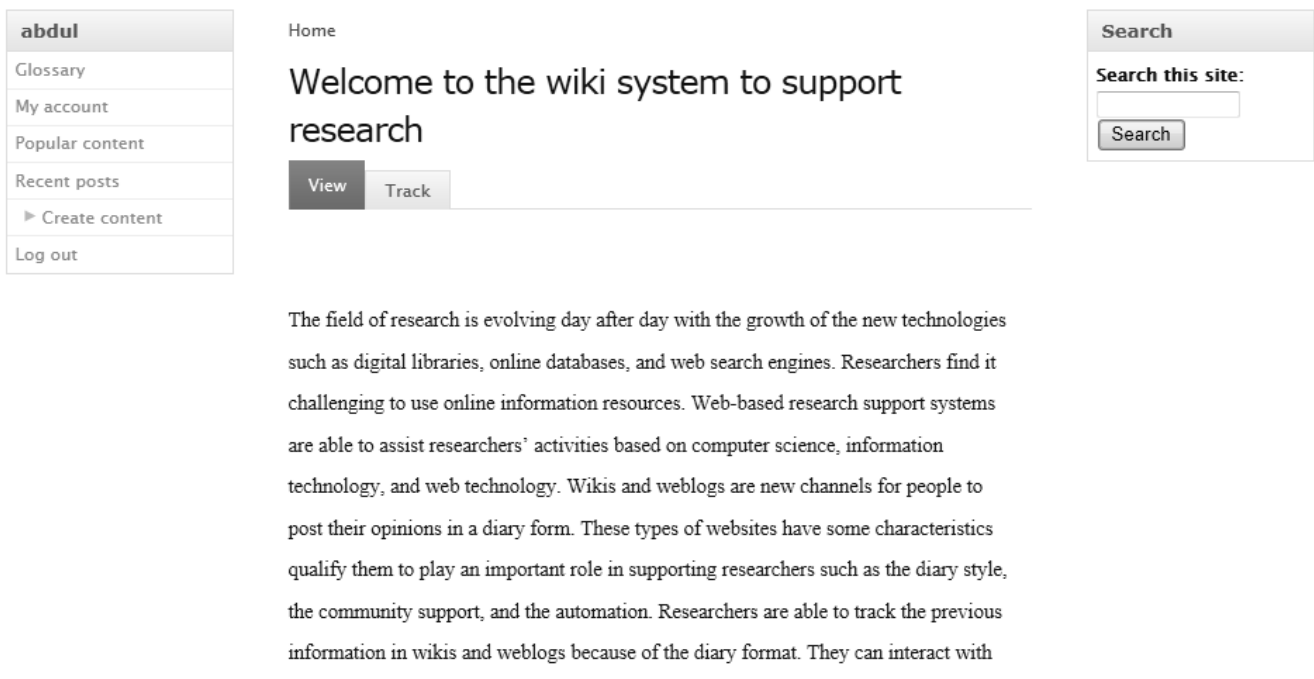 abdul
Glossary
My account
Popular content
Recent posts
Create content
Log out
Home
Welcome to the wiki system to support
research
View
Track
The field of research is evolving day after day with the growth of the new technologies
such as digital libraries, online databases, and web search engines. Researchers find it
challenging to use online information resources. Web-based research support systems
are able to assist researchers’ activities based on computer science, information
technology, and web technology. Wikis and weblogs are new channels for people to
post their opinions in a diary form. These types of websites have some characteristics
qualify them to play an important role in supporting researchers such as the diary style,
the community support, and the automation. Researchers are able to track the previous
information in wikis and weblogs because of the diary format. They can interact with
Search
Search this site:
Search